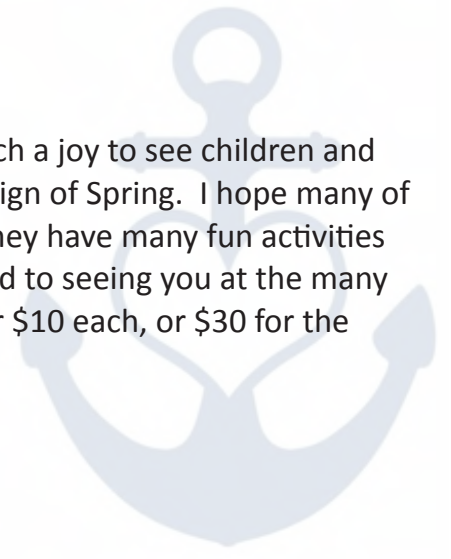 ch a joy to see children and
ign of Spring.  I hope many of
hey have many fun activities
d to seeing you at the many
r $10 each, or $30 for the